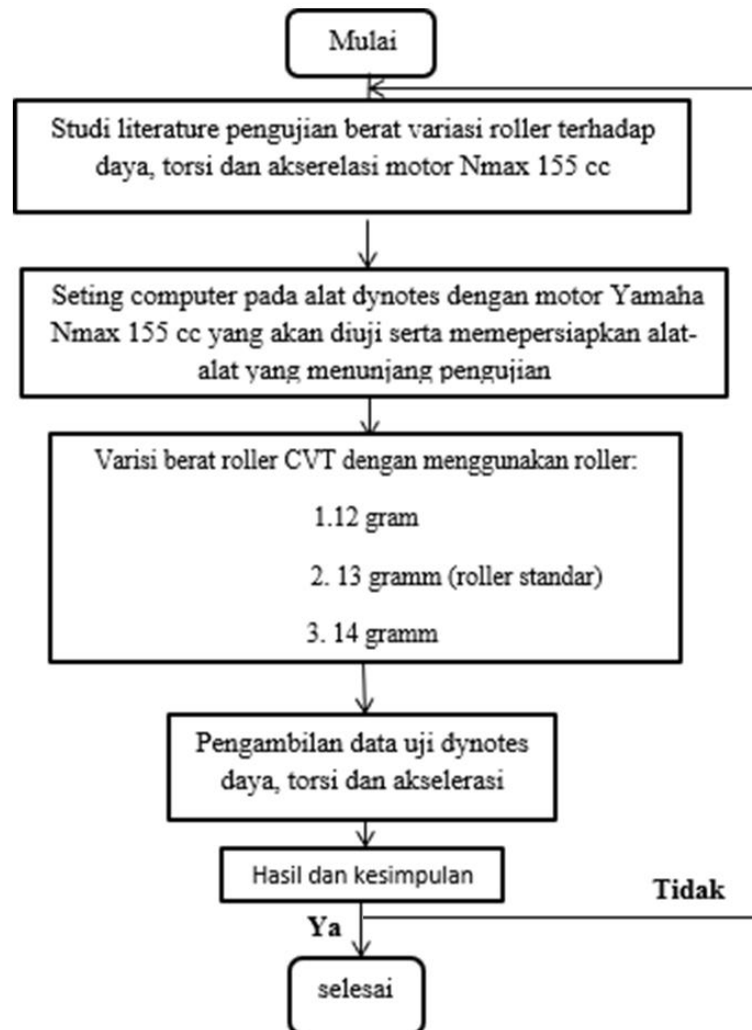 Mulai
Studi literature pengujian berat variasi roller terhadap
daya, torsi dan akserelasi motor Nmax 155 cc
Seting computer pada alat dynotes dengan motor Yamaha
Nmax 155 cc yang akan diuji serta memepersiapkan alat-
alat yang menunjang pengujian
Varisi berat roller CVT dengan menggunakan roller:
1.12 gram
2. 13 gramm (roller standar)
3. 14 gramm
Pengambilan data uji dynotes
daya, torsi dan akselerasi
Hasil dan kesimpulan
Tidak
Ya
selesai